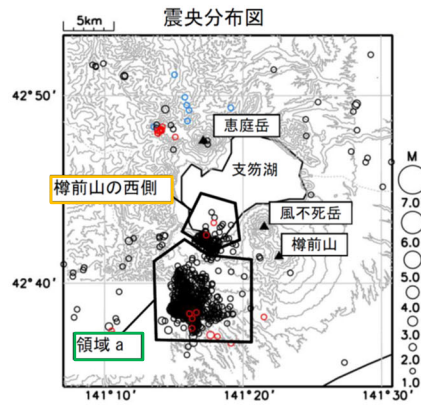 震央分布図
5km
42°50'
恵庭岳
支笏湖
樽前山の西側
風不死岳
樽前山
42°40'
領域 a
M
7.0
6.0
5.0
4.0
3.0
2.0
1.0
141°10'
141°20'
141°30'